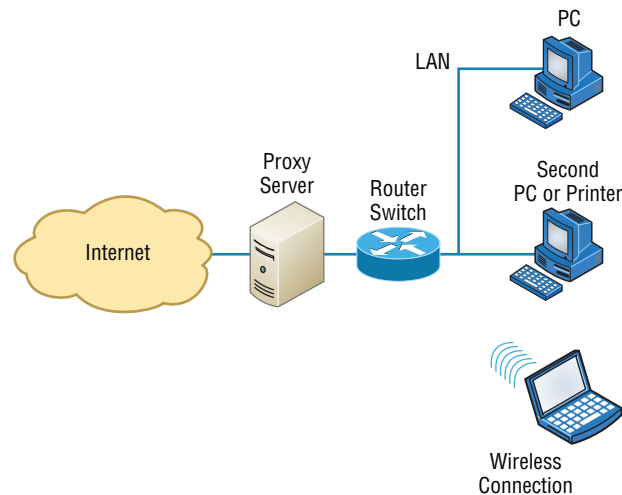 PC
LAN
Proxy
Server
Router
Switch
Second
PC or Printer
Internet
Wireless
Connection